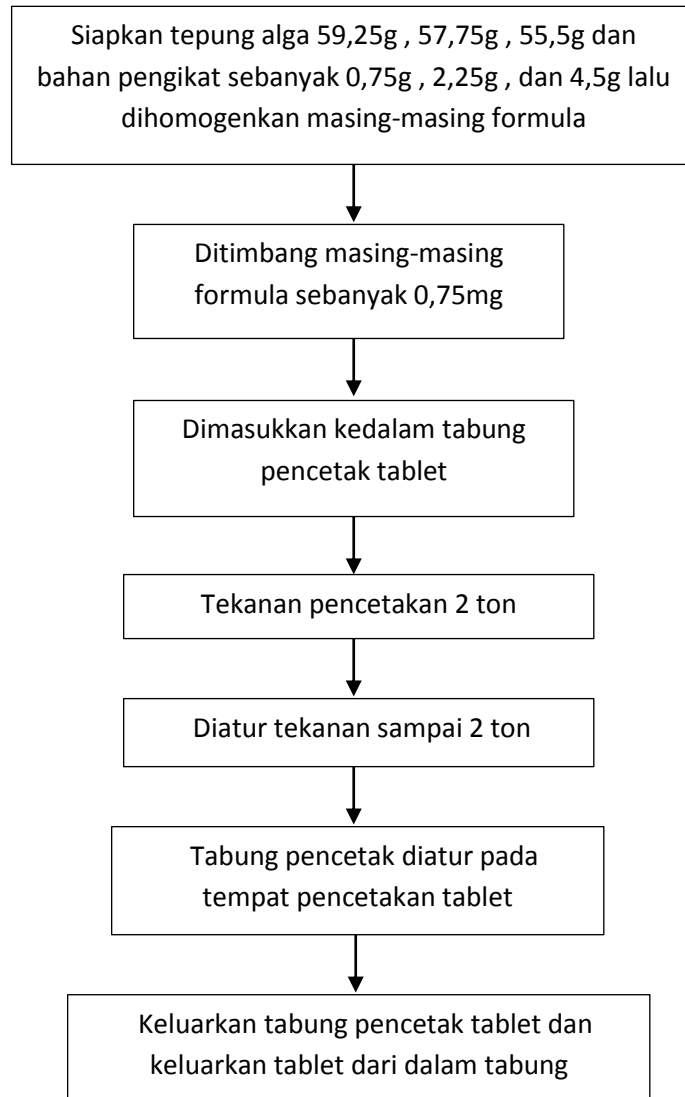 Siapkan tepung alga 59,25g , 57,75g , 55,5g dan
bahan pengikat sebanyak 0,75g , 2,25g , dan 4,5g lalu
dihomogenkan masing-masing formula
Ditimbang masing-masing
formula sebanyak 0,75mg
Dimasukkan kedalam tabung
pencetak tablet
Tekanan pencetakan 2 ton
Diatur tekanan sampai 2 ton
Tabung pencetak diatur pada
tempat pencetakan tablet
Keluarkan tabung pencetak tablet dan
keluarkan tablet dari dalam tabung